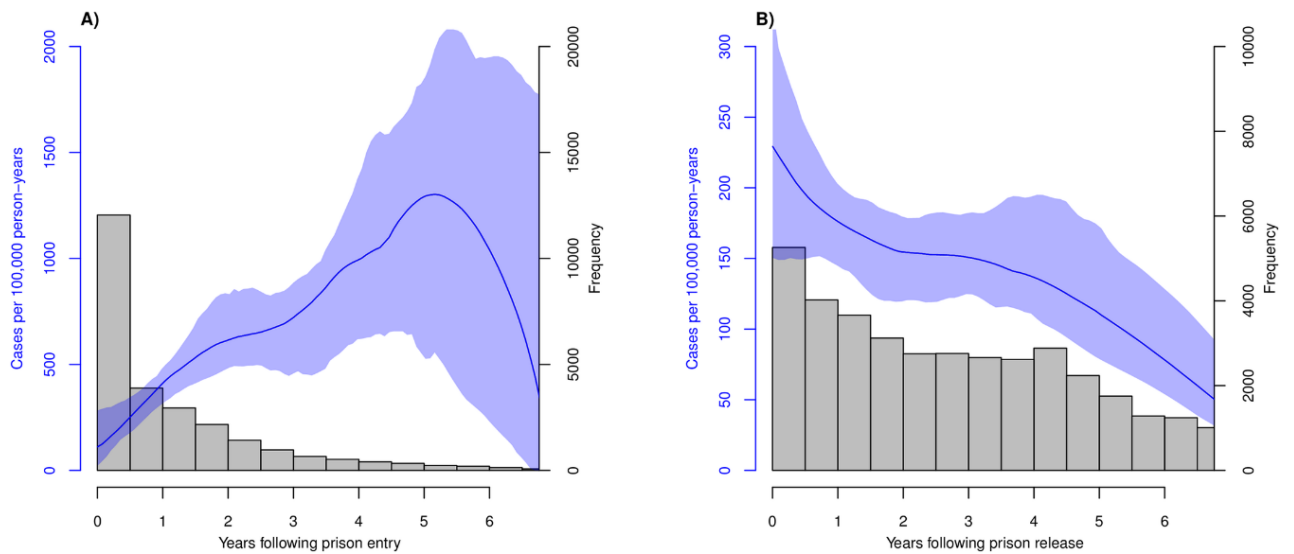 A)
Cases per 100,000 person−years
0
500
1000
1500
2000
Frequency
0
5000
10000
15000
20000
0 1 2 3 4 5 6
Years following prison entry
B)
Cases per 100,000 person−years
0
50
100
150
200
250
300
Frequency
0
2000
4000
6000
8000
10000
0 1 2 3 4 5 6
Years following prison release